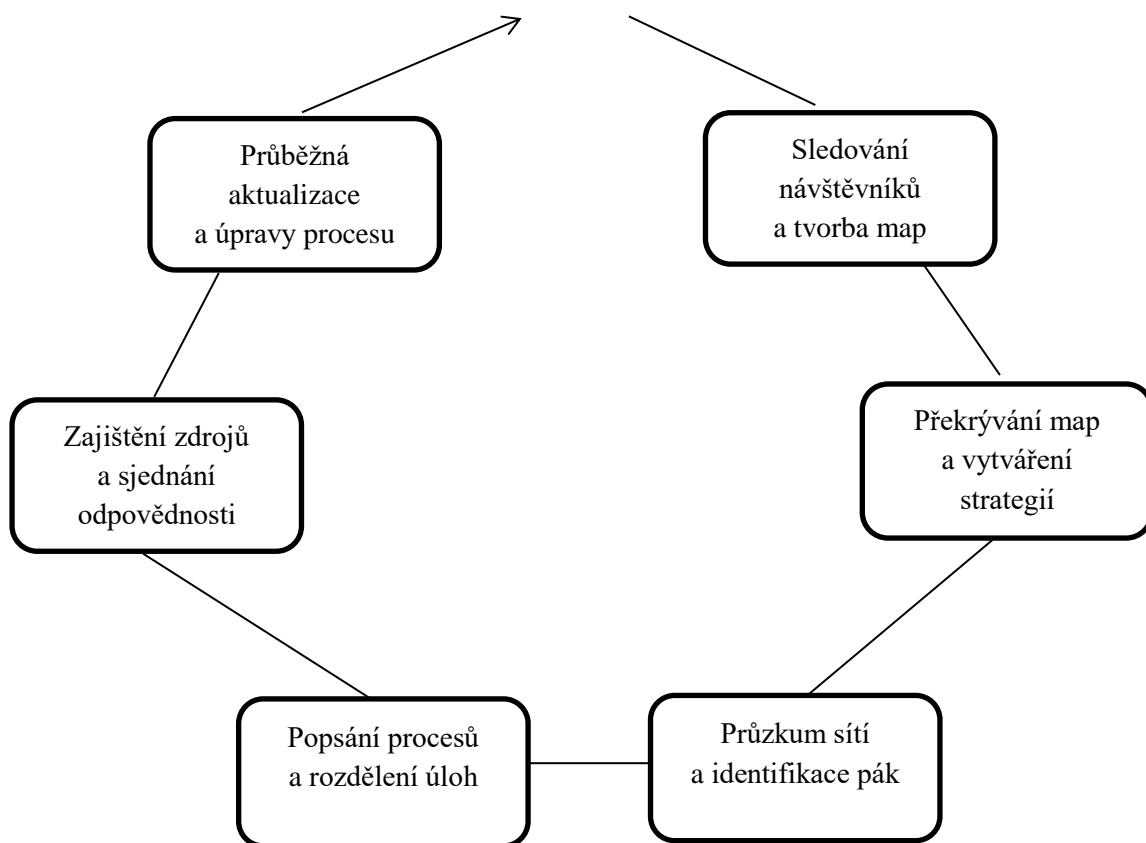 Průběžná
aktualizace
a úpravy procesu
Sledování
návštěvníků
a tvorba map
Zajištění zdrojů
a sjednání
odpovědnosti
Překrývání map
a vytváření
strategií
Popsání procesů
a rozdělení úloh
Průzkum sítí
a identifikace pák